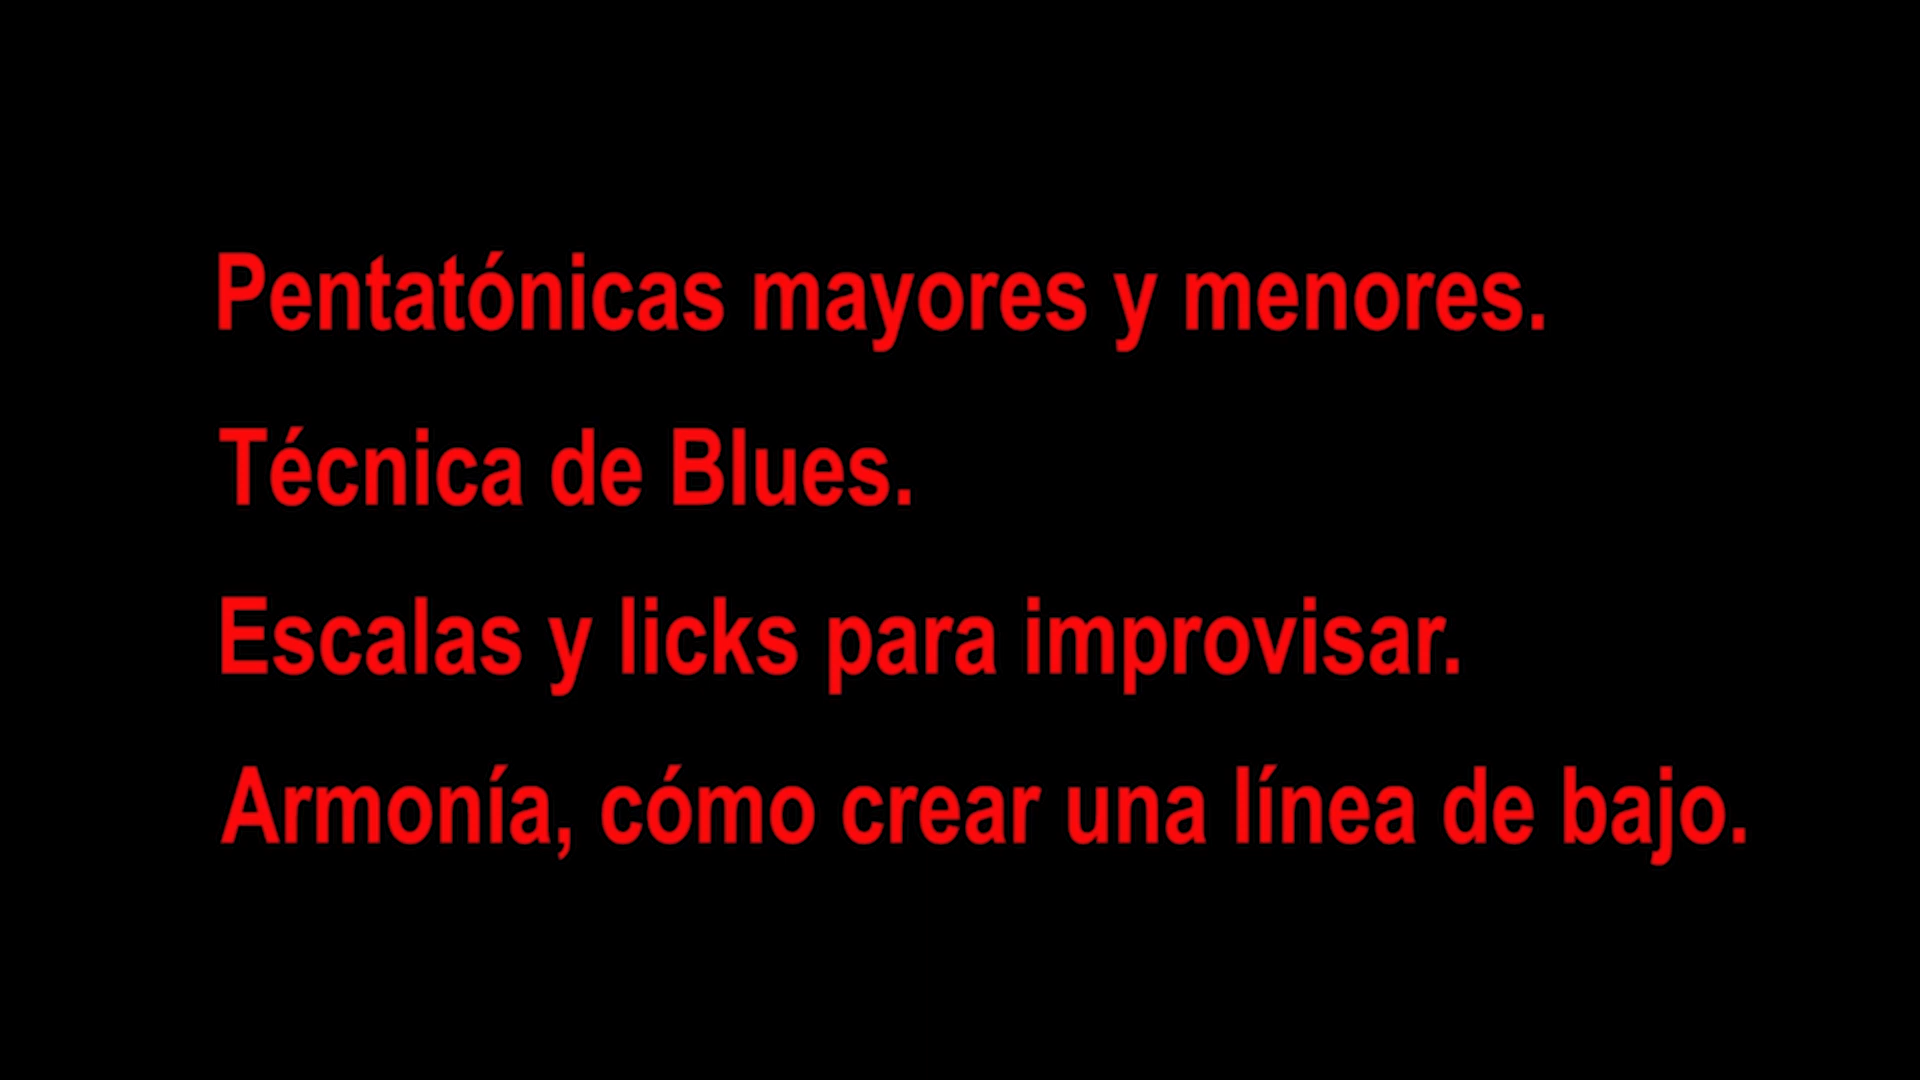 Pentatónicas mayores y menores.
Técnica de Blues.
Escalas y licks para improvisar.
Armonía, cómo crear una línea de bajo.